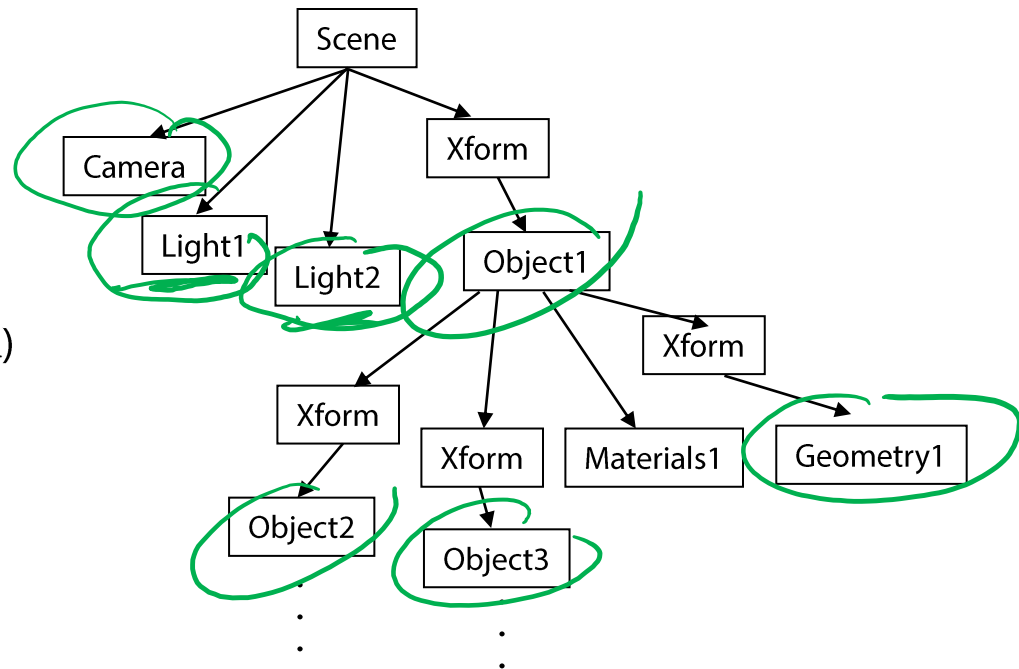 Scene
Xform
Camera
Light1
Light2
Object1
)
Xform
Xform
Xform
Materials1
Geometry1
Object2
Object3